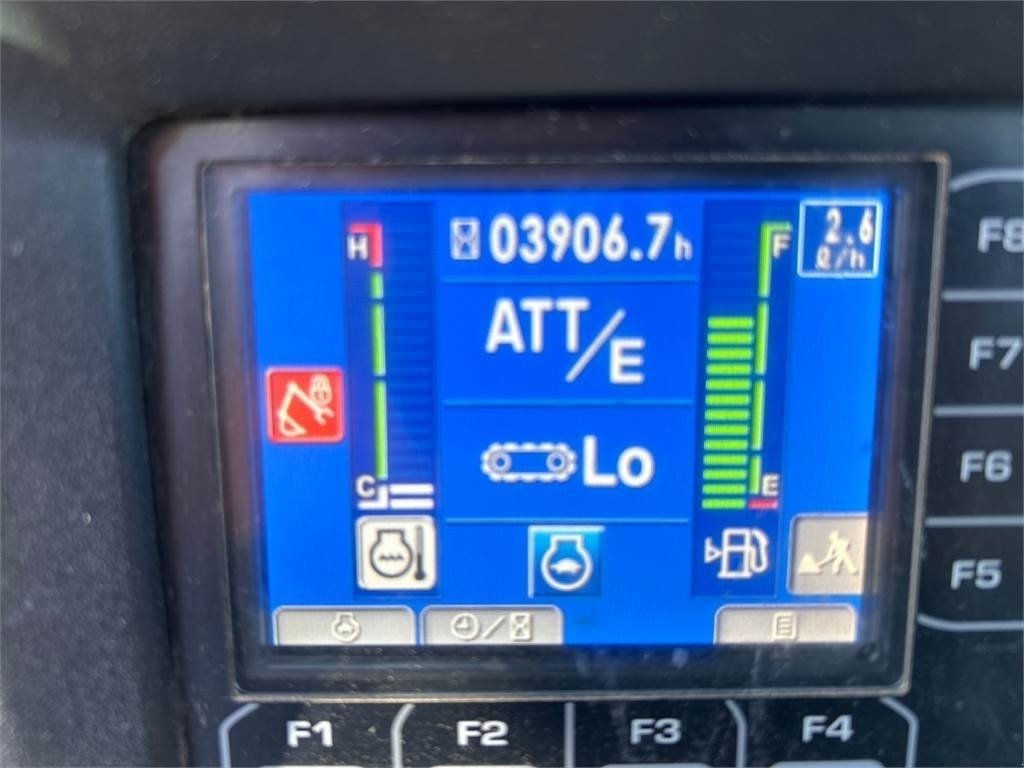 H 03906.7h F 2.6
ℓ/h
ATT/E
Lo
C E
F8
F7
F6
F5
F1 F2 F3 F4